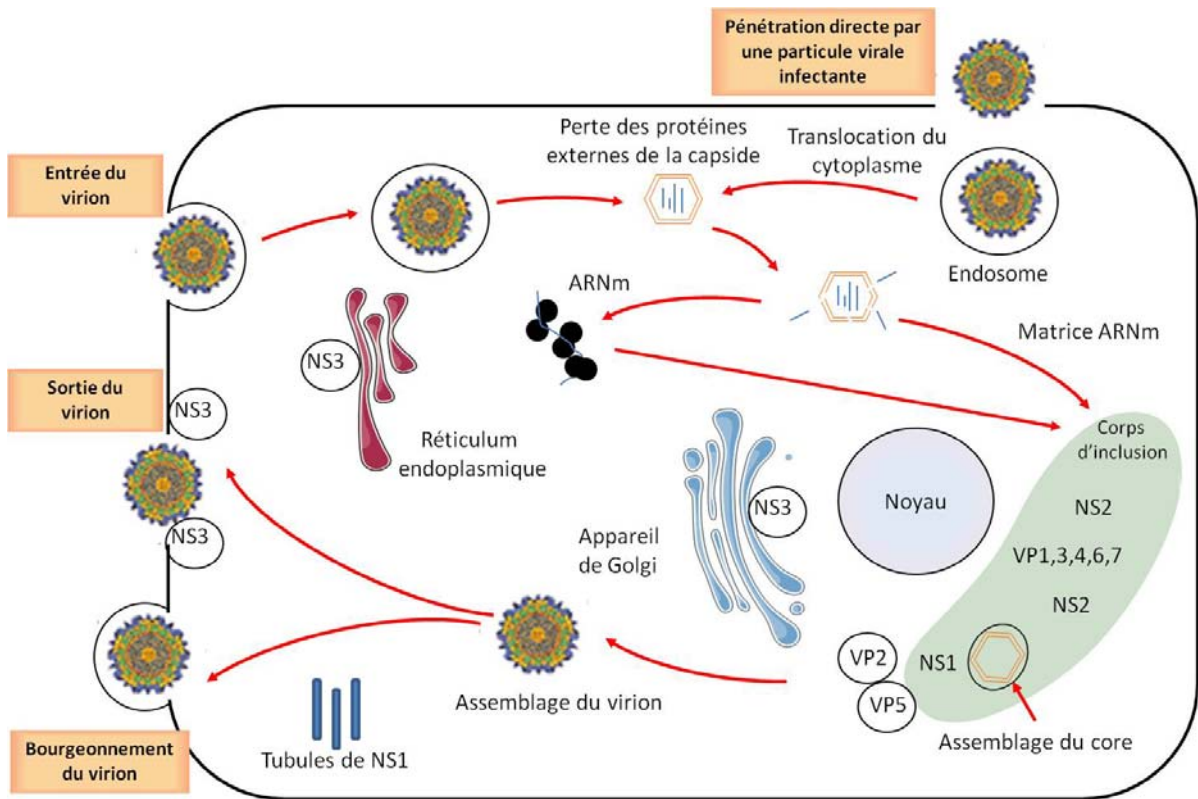 Pénétration directe par
une particule virale
infectante
Entrée du
virion
Perte des protéines
externes de la capside
Translocation du
cytoplasme
Endosome
ARNm
Matrice ARNm
NS3
Réticulum
endoplasmique
Sortie du
virion
NS3
NS3
Appareil
de Golgi
NS3
Noyau
Corps
d’inclusion
NS2
VP1,3,4,6,7
NS2
NS1
VP2
VP5
Assemblage du core
Assemblage du virion
Tubules de NS1
Bourgeonnement
du virion